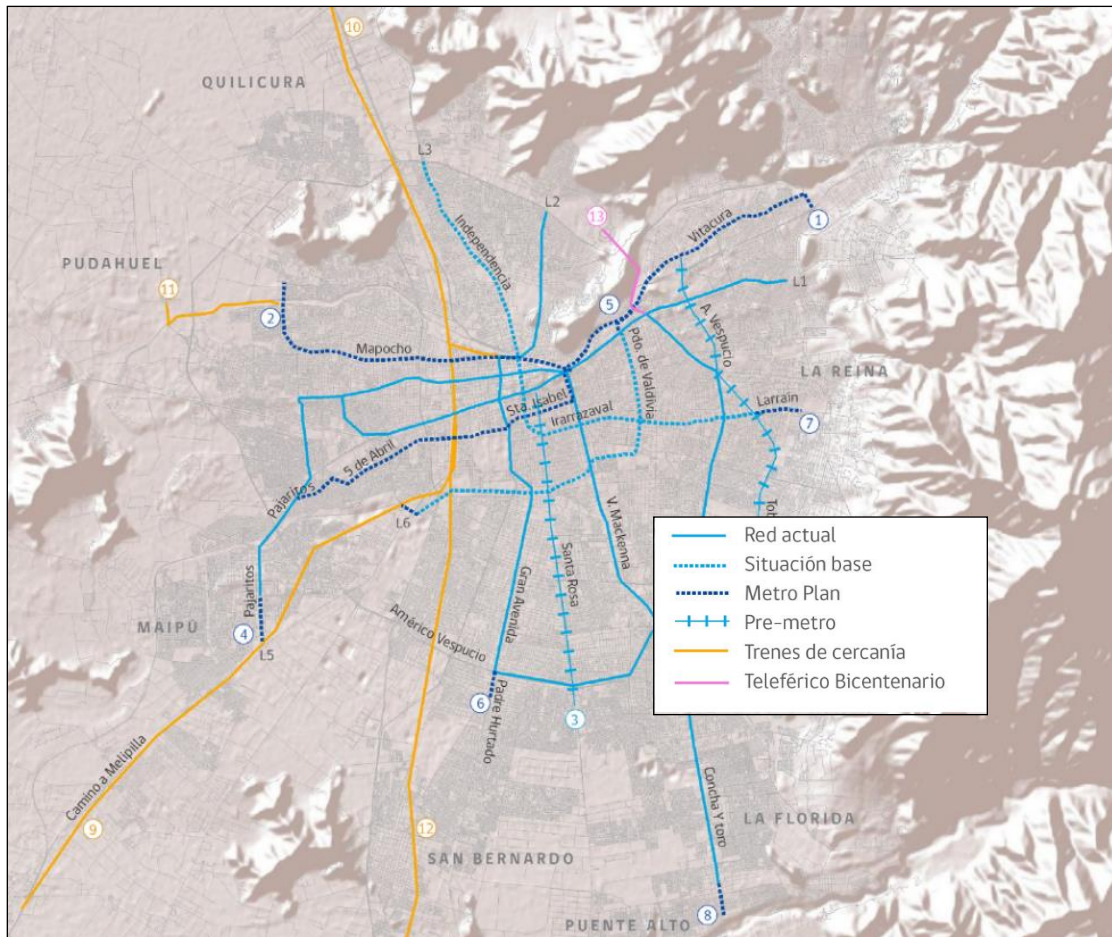 10
QUILICURA
L3
L2
13
1
Vitacura
Independencia
PUDAHUEL
11
L1
5
2
A. Vespucio
Mapocho
Pdo. de Valdivia
LA REINA
Sta. Isabel
Larraín
Irarrazaval
7
5 de Abril
Pajaritos
L6
V. Mackenna
Santa Rosa
Gran Avenida
Pajaritos
Américo Vespucio
MAIPÚ
4
L5
6
Padre Hurtado
3
Red actual
Situación base
Metro Plan
Pre-metro
Trenes de cercanía
Teleférico Bicentenario
Camino a Melipilla
Concha Y toro
9
12
LA FLORIDA
SAN BERNARDO
PUENTE ALTO
8